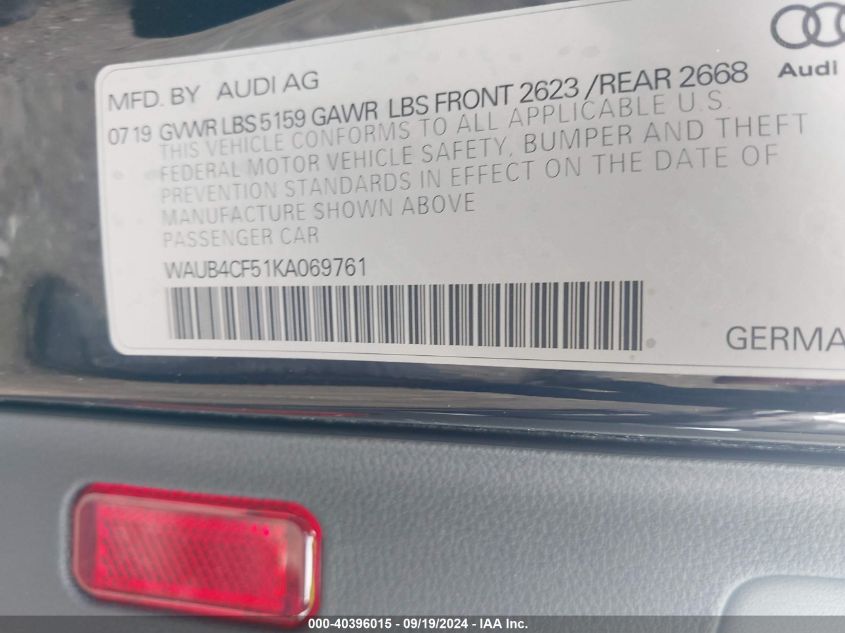 MFD. BY AUDI AG
Audi
0719 GVWR LBS 5159 GAWR LBS FRONT 2623 /REAR 2668
THIS VEHICLE CONFORMS TO ALL APPLICABLE U.S.
FEDERAL MOTOR VEHICLE SAFETY, BUMPER AND THEFT
PREVENTION STANDARDS IN EFFECT ON THE DATE OF
MANUFACTURE SHOWN ABOVE
PASSENGER CAR
WAUB4CF51KA069761
GERMA
000-40396015 - 09/19/2024 - IAA Inc.